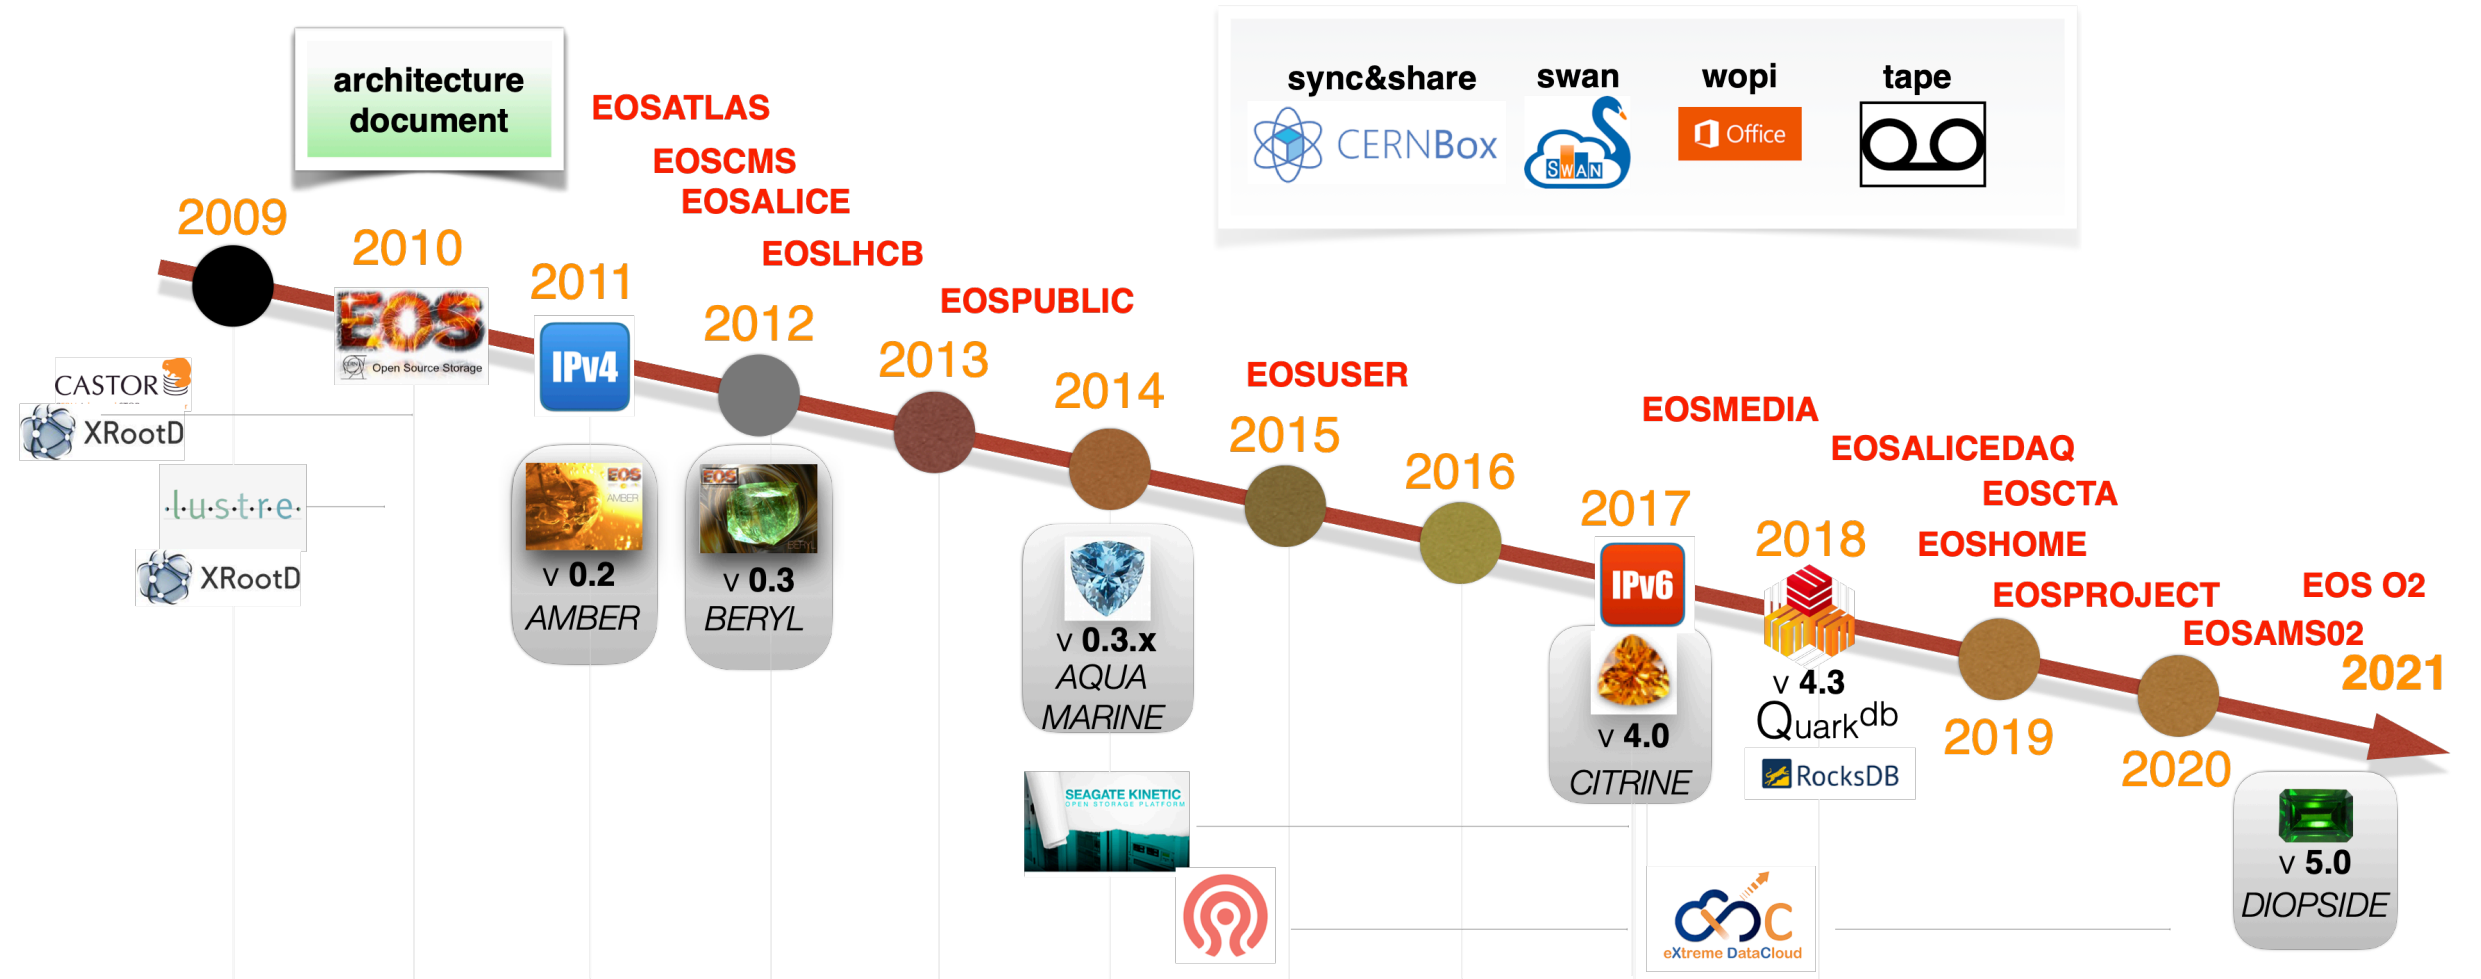 architecture
document
sync&share
swan
wopi
tape
CERNBox
SWAN
Office
EOSATLAS
EOSCMS
EOSALICE
EOSLHCB
EOSPUBLIC
EOSUSER
EOSMEDIA
EOSALICEDAQ
EOSCTA
EOSHOME
EOSPROJECT
EOS O2
EOSAMS02
2009
2010
2011
2012
2013
2014
2015
2016
2017
2018
2019
2020
2021
EOS
Open Source Storage
IPv4
IPv6
CASTOR
XRootD
·l·u·s·t·r·e·
XRootD
EOS
AMBER
v 0.2
AMBER
EOS
BERYL
v 0.3
BERYL
v 0.3.x
AQUA
MARINE
SEAGATE KINETIC
OPEN STORAGE PLATFORM
v 4.0
CITRINE
v 4.3
Quarkdb
RocksDB
eXtreme DataCloud
v 5.0
DIOPSIDE